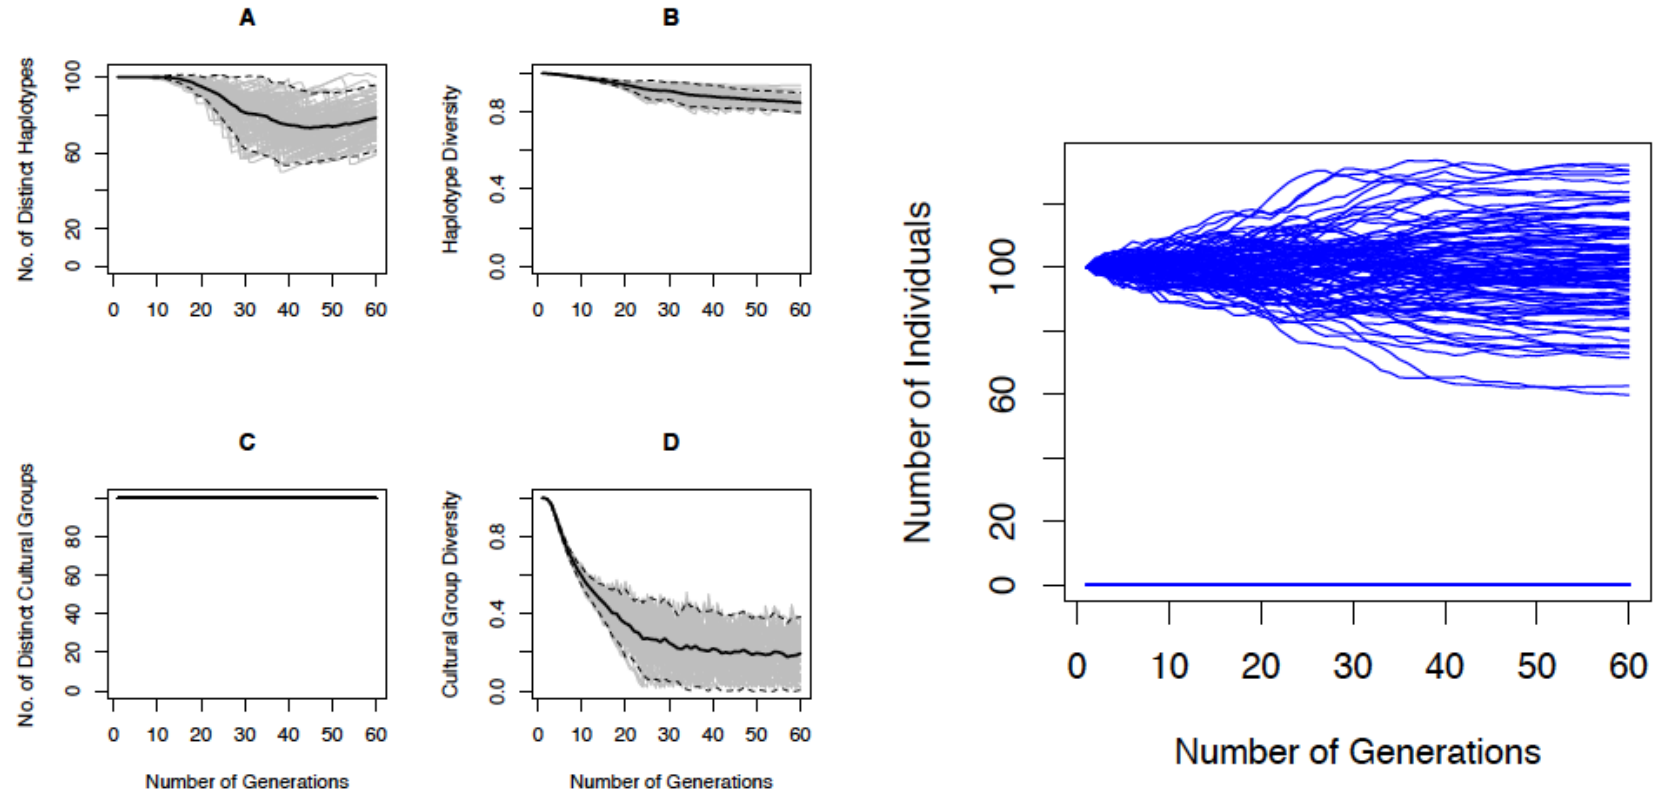 A
No. of Distinct Haplotypes
100
60
20
0
0 10 20 30 40 50 60
B
Haplotype Diversity
0.8
0.4
0.0
0 10 20 30 40 50 60
C
No. of Distinct Cultural Groups
80
60
40
20
0
0 10 20 30 40 50 60
Number of Generations
D
Cultural Group Diversity
0.8
0.4
0.0
0 10 20 30 40 50 60
Number of Generations
Number of Individuals
100
60
20
0
0 10 20 30 40 50 60
Number of Generations